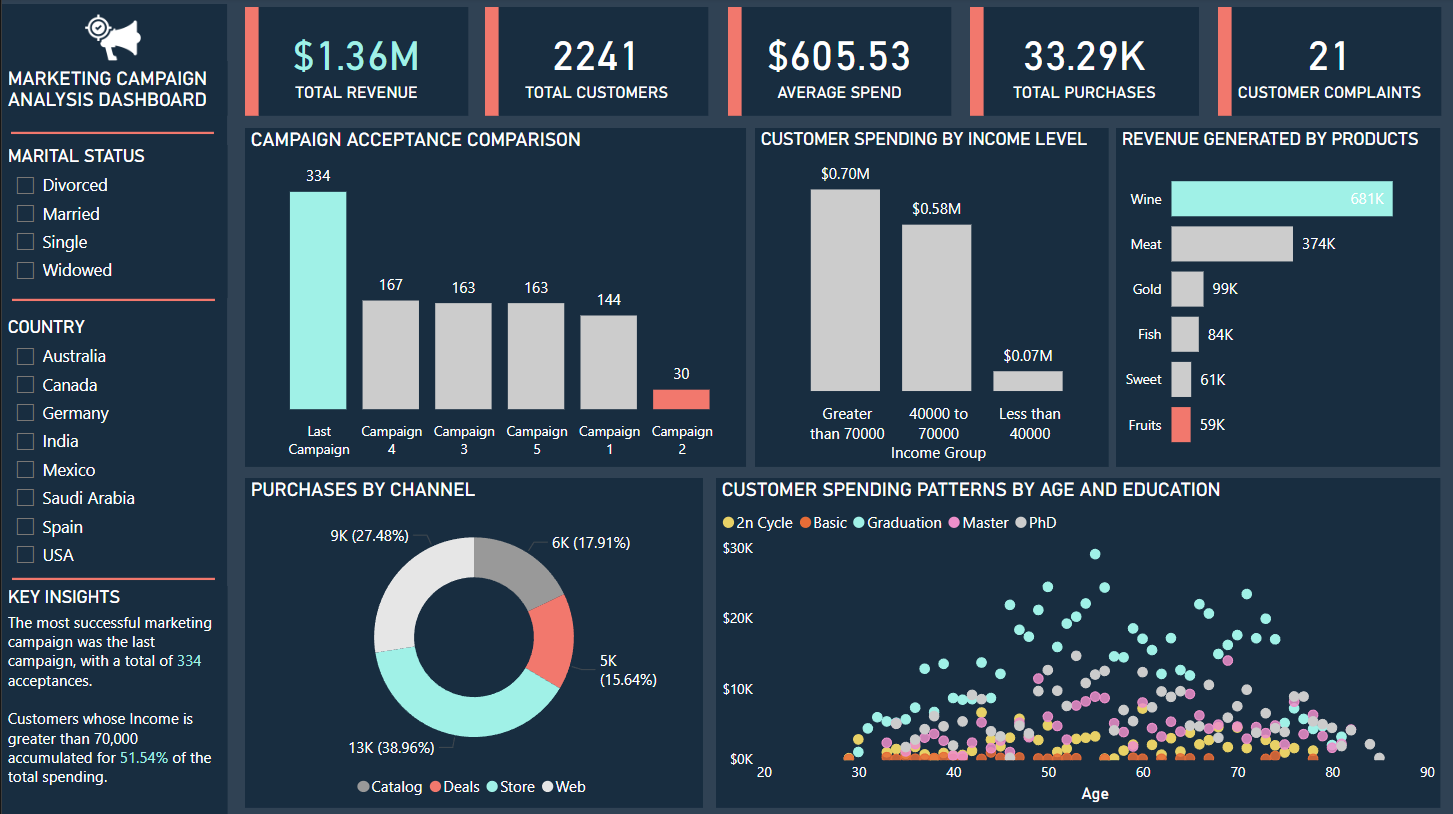 MARKETING CAMPAIGN
ANALYSIS DASHBOARD
MARITAL STATUS
Divorced
Married
Single
Widowed
COUNTRY
Australia
Canada
Germany
India
Mexico
Saudi Arabia
Spain
USA
KEY INSIGHTS
The most successful marketing
campaign was the last
campaign, with a total of 334
acceptances.
Customers whose Income is
greater than 70,000
accumulated for 51.54% of the
total spending.
$1.36M
TOTAL REVENUE
2241
TOTAL CUSTOMERS
$605.53
AVERAGE SPEND
33.29K
TOTAL PURCHASES
21
CUSTOMER COMPLAINTS
CAMPAIGN ACCEPTANCE COMPARISON
334
167
163
163
144
30
Last
Campaign
Campaign
4
Campaign
3
Campaign
5
Campaign
1
Campaign
2
CUSTOMER SPENDING BY INCOME LEVEL
$0.70M
$0.58M
$0.07M
Greater
than 70000
40000 to
70000
Less than
40000
Income Group
REVENUE GENERATED BY PRODUCTS
Wine 681K
Meat 374K
Gold 99K
Fish 84K
Sweet 61K
Fruits 59K
PURCHASES BY CHANNEL
9K (27.48%)
6K (17.91%)
5K
(15.64%)
13K (38.96%)
Catalog Deals Store Web
CUSTOMER SPENDING PATTERNS BY AGE AND EDUCATION
2n Cycle Basic Graduation Master PhD
$30K
$20K
$10K
$0K
20 30 40 50 60 70 80 90
Age